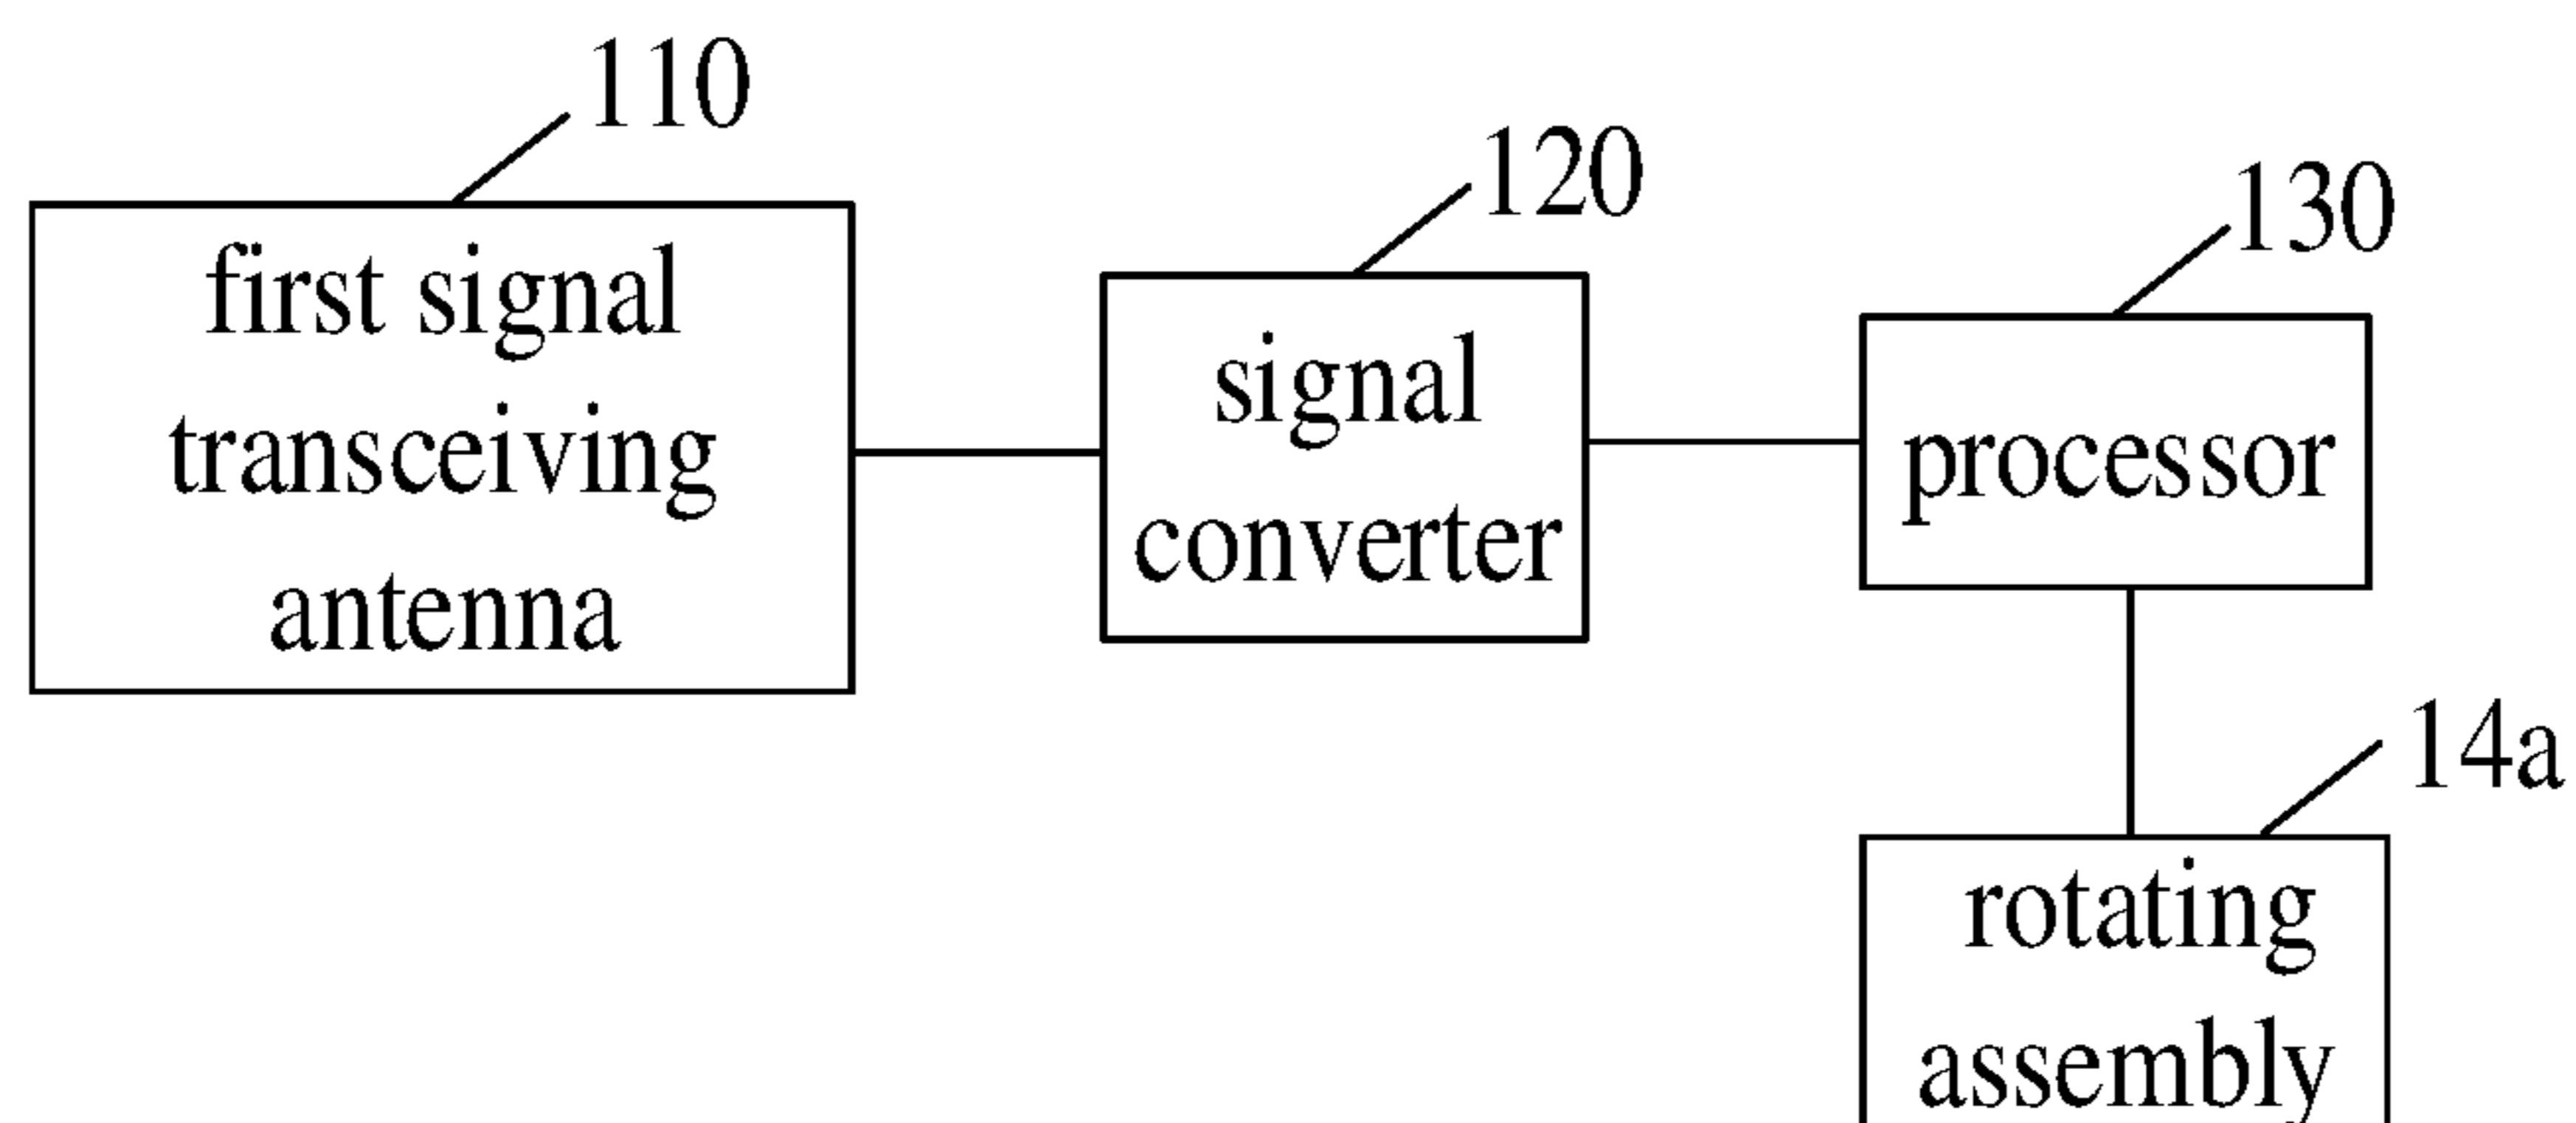 110
first signal
transceiving
antenna
120
signal
converter
130
processor
14a
rotating
assembly